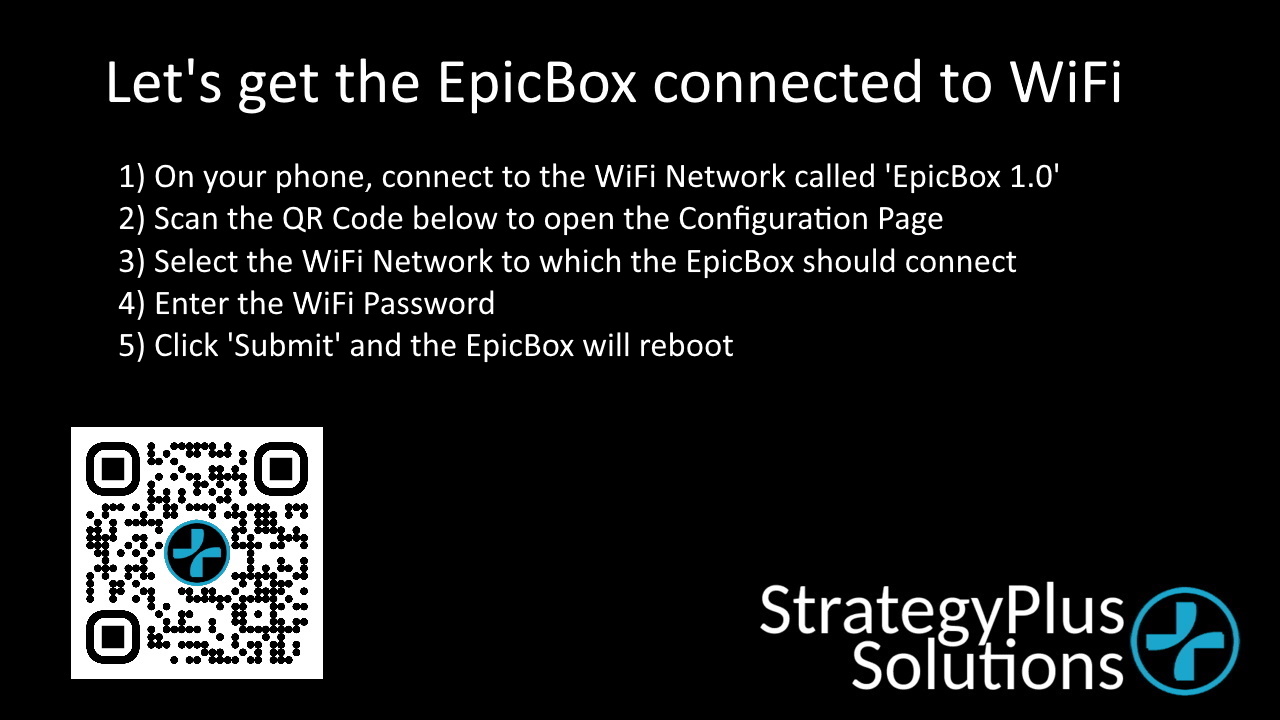 Let's get the EpicBox connected to WiFi
1) On your phone, connect to the WiFi Network called 'EpicBox 1.0'
2) Scan the QR Code below to open the Configuration Page
3) Select the WiFi Network to which the EpicBox should connect
4) Enter the WiFi Password
5) Click 'Submit' and the EpicBox will reboot
StrategyPlus
Solutions